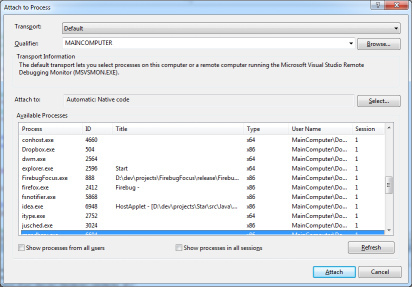 Attach to Process
Transport: Default
Qualifier: MAINCOMPUTER Browse...
Transport Information
The default transport lets you select processes on this computer or a remote computer running the Microsoft Visual Studio Remote
Debugging Monitor (MSVSMON.EXE).
Attach to: Automatic: Native code Select...
Available Processes
Process ID Title Type User Name Session
conhost.exe 4660 x64 MainComputer\Do... 1
Dropbox.exe 504 x86 MainComputer\Do... 1
dwm.exe 2564 x64 MainComputer\Do... 1
explorer.exe 2596 Start x64 MainComputer\Do... 1
FirebugFocus.exe 888 D:\dev\projects\FirebugFocus\release\Firebu... x86 MainComputer\Do... 1
firefox.exe 2412 Firebug - x86 MainComputer\Do... 1
fsnotifier.exe 5868 x86 MainComputer\Do... 1
idea.exe 6948 HostApplet - [D:\dev\projects\Star\src\Java\... x86 MainComputer\Do... 1
itype.exe 2752 x64 MainComputer\Do... 1
jusched.exe 3024 x86 MainComputer\Do... 1
Show processes from all users Show processes in all sessions Refresh
Attach Cancel